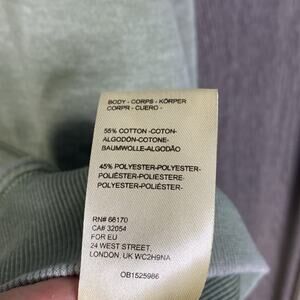 BODY - CORPS - KÖRPER
CORPR - CUERO -
55% COTTON -COTON-
ALGODÓN-COTONE-
BAUMWOLLE-ALGODÃO
45% POLYESTER-POLYESTER-
POLIÉSTER-POLIESTERE-
POLYESTER-POLIÉSTER
RN# 66170
CA# 32054
FOR EU
24 WEST STREET,
LONDON, UK WC2H9NA
OB1525986